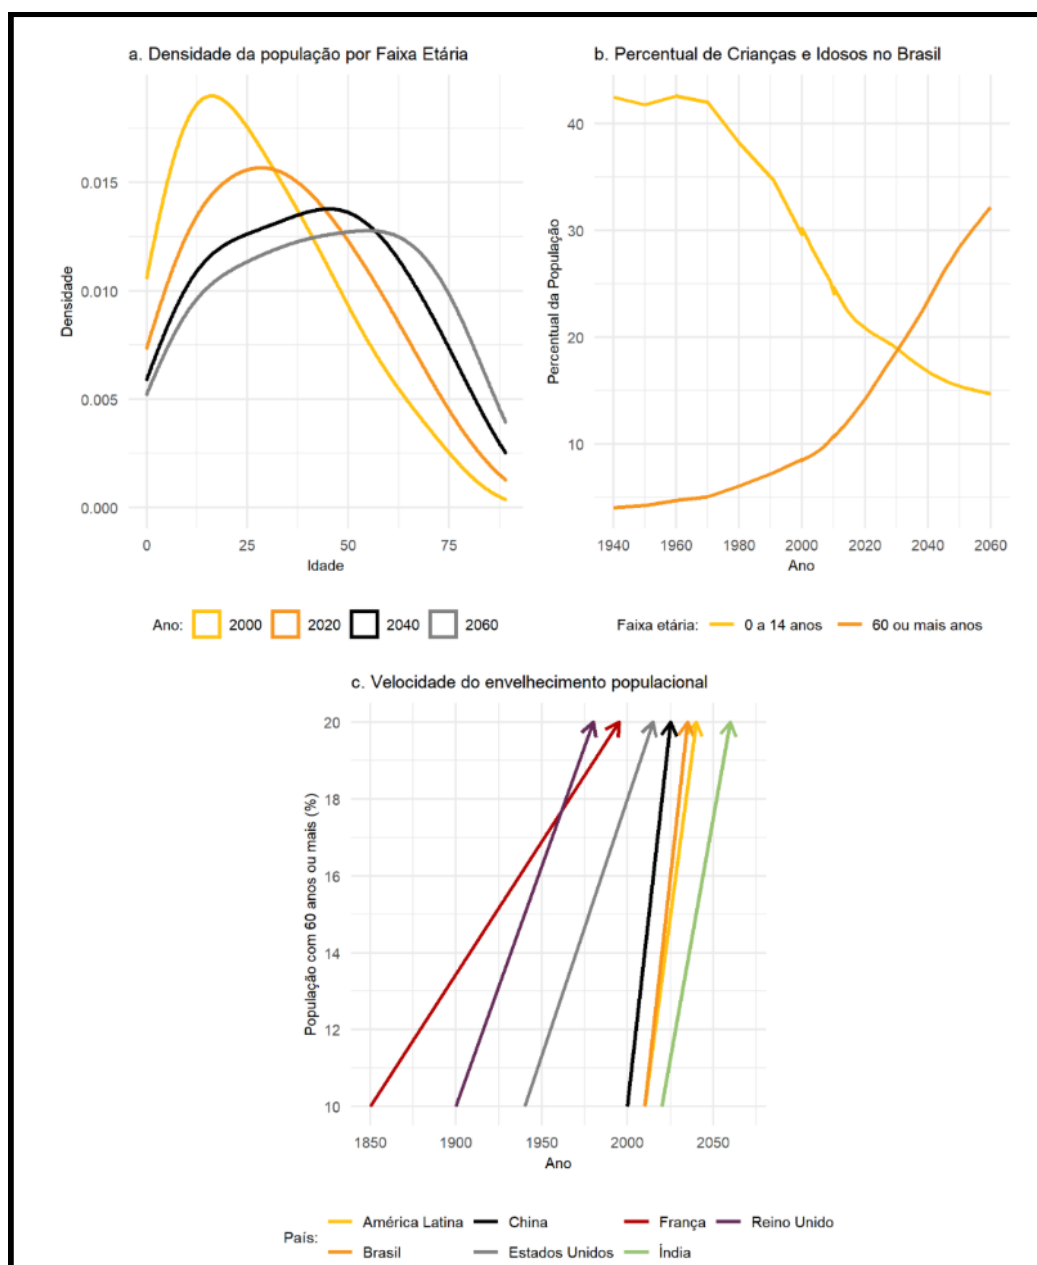 a. Densidade da população por Faixa Etária
Densidade
0.015
0.010
0.005
0.000
0 25 50 75
Idade
Ano: 2000 2020 2040 2060
b. Percentual de Crianças e Idosos no Brasil
Percentual da População
40
30
20
10
1940 1960 1980 2000 2020 2040 2060
Ano
Faixa etária: 0 a 14 anos 60 ou mais anos
c. Velocidade do envelhecimento populacional
População com 60 anos ou mais (%)
20
18
16
14
12
10
1850 1900 1950 2000 2050
Ano
País:
América Latina China França Reino Unido
Brasil Estados Unidos Índia